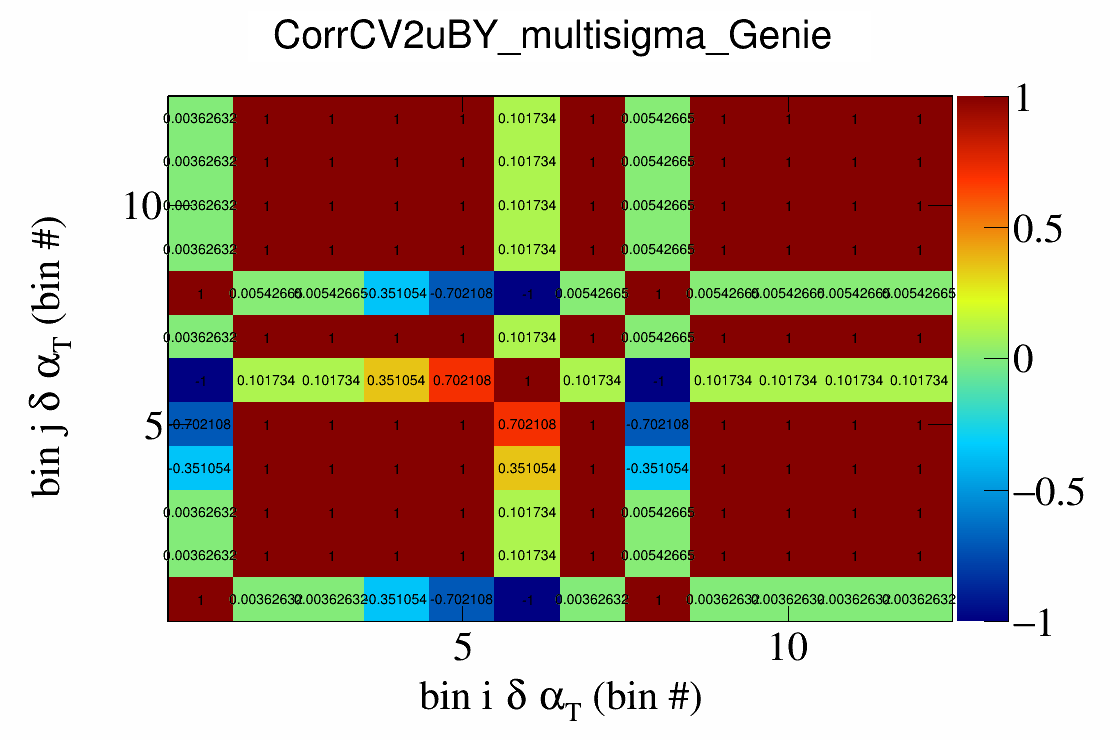 CorrCV2uBY_multisigma_Genie
0.00362632 1 1 1 1 0.101734 1 0.00542665 1 1 1 1
0.00362632 1 1 1 1 0.101734 1 0.00542665 1 1 1 1
10 0.00362632 1 1 1 1 0.101734 1 0.00542665 1 1 1 1
0.00362632 1 1 1 1 0.101734 1 0.00542665 1 1 1 1
1 0.00542665 0.00542665 -0.351054 -0.702108 -1 0.00542665 1 0.00542665 0.00542665 0.00542665 0.00542665
0.00362632 1 1 1 1 0.101734 1 0.00542665 1 1 1 1
-1 0.101734 0.101734 0.351054 0.702108 1 0.101734 -1 0.101734 0.101734 0.101734 0.101734
5 -0.702108 1 1 1 1 0.702108 1 -0.702108 1 1 1 1
-0.351054 1 1 1 1 0.351054 1 -0.351054 1 1 1 1
0.00362632 1 1 1 1 0.101734 1 0.00542665 1 1 1 1
0.00362632 1 1 1 1 0.101734 1 0.00542665 1 1 1 1
1 0.00362632 0.00362632 -0.351054 -0.702108 -1 0.00362632 1 0.00362632 0.00362632 0.00362632 0.00362632
5 10
bin i δ αT (bin #)
bin j δ αT (bin #)
1
0.5
0
−0.5
−1